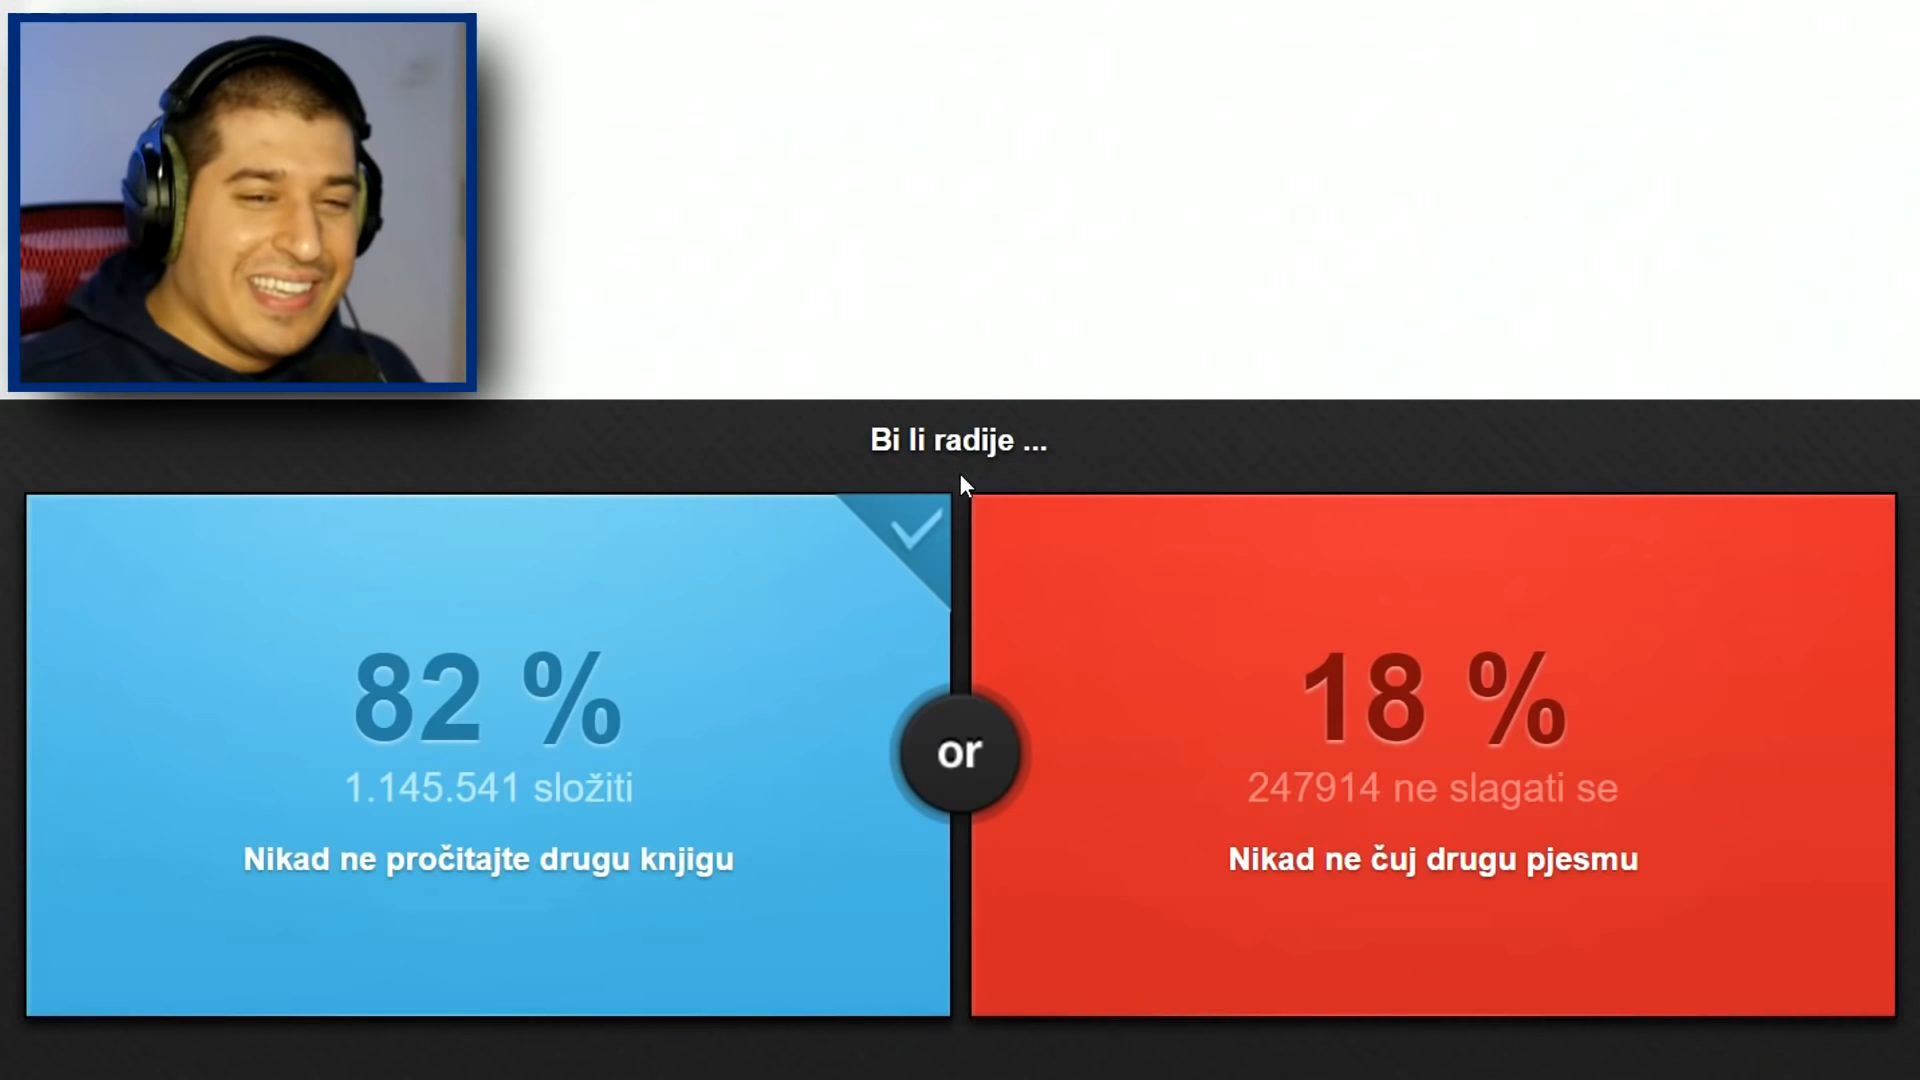 Bi li radije ...
82 %
1.145.541 složiti
Nikad ne pročitajte drugu knjigu
or
18 %
247914 ne slagati se
Nikad ne čuj drugu pjesmu